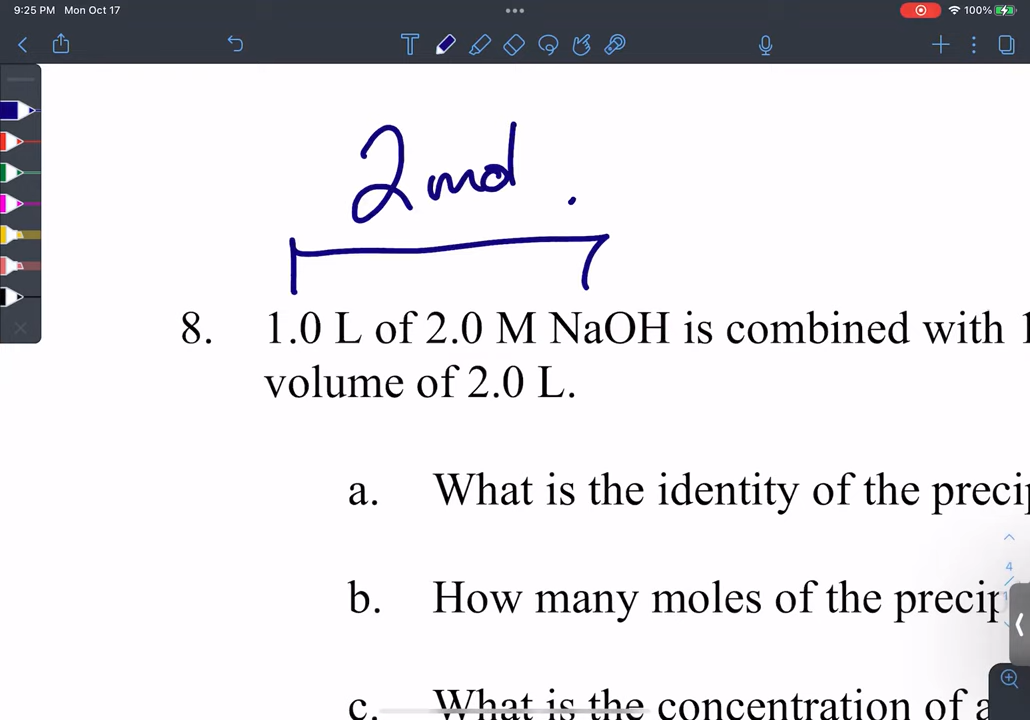 9:25 PM Mon Oct 17
100%
2 mol
8. 1.0 L of 2.0 M NaOH is combined with 1
volume of 2.0 L.
a. What is the identity of the preci
4
b. How many moles of the precip
c. What is the concentration of a